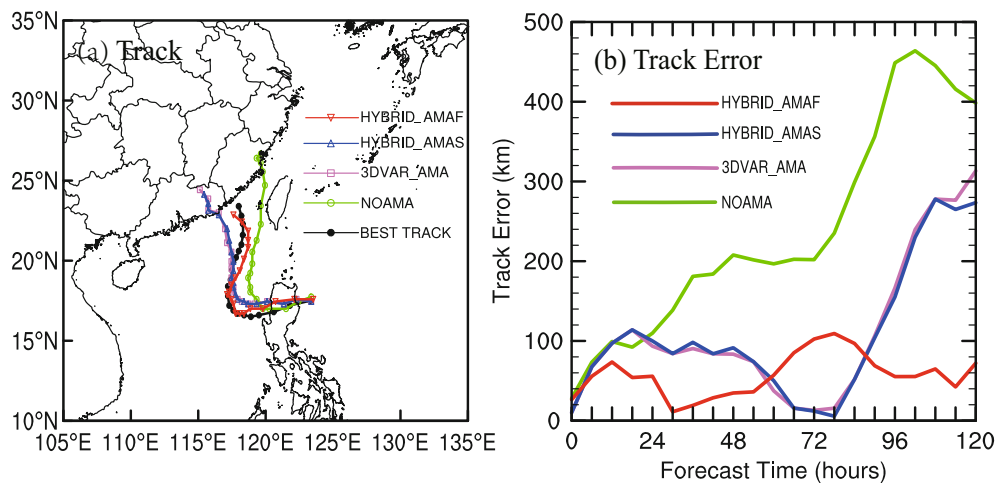 (a) Track
35°N
30°N
25°N
20°N
15°N
10°N
105°E
110°E
115°E
120°E
125°E
130°E
135°E
HYBRID_AMAF
HYBRID_AMAS
3DVAR_AMA
NOAMA
BEST TRACK
(b) Track Error
Track Error (km)
500
400
300
200
100
0
HYBRID_AMAF
HYBRID_AMAS
3DVAR_AMA
NOAMA
0
24
48
72
96
120
Forecast Time (hours)